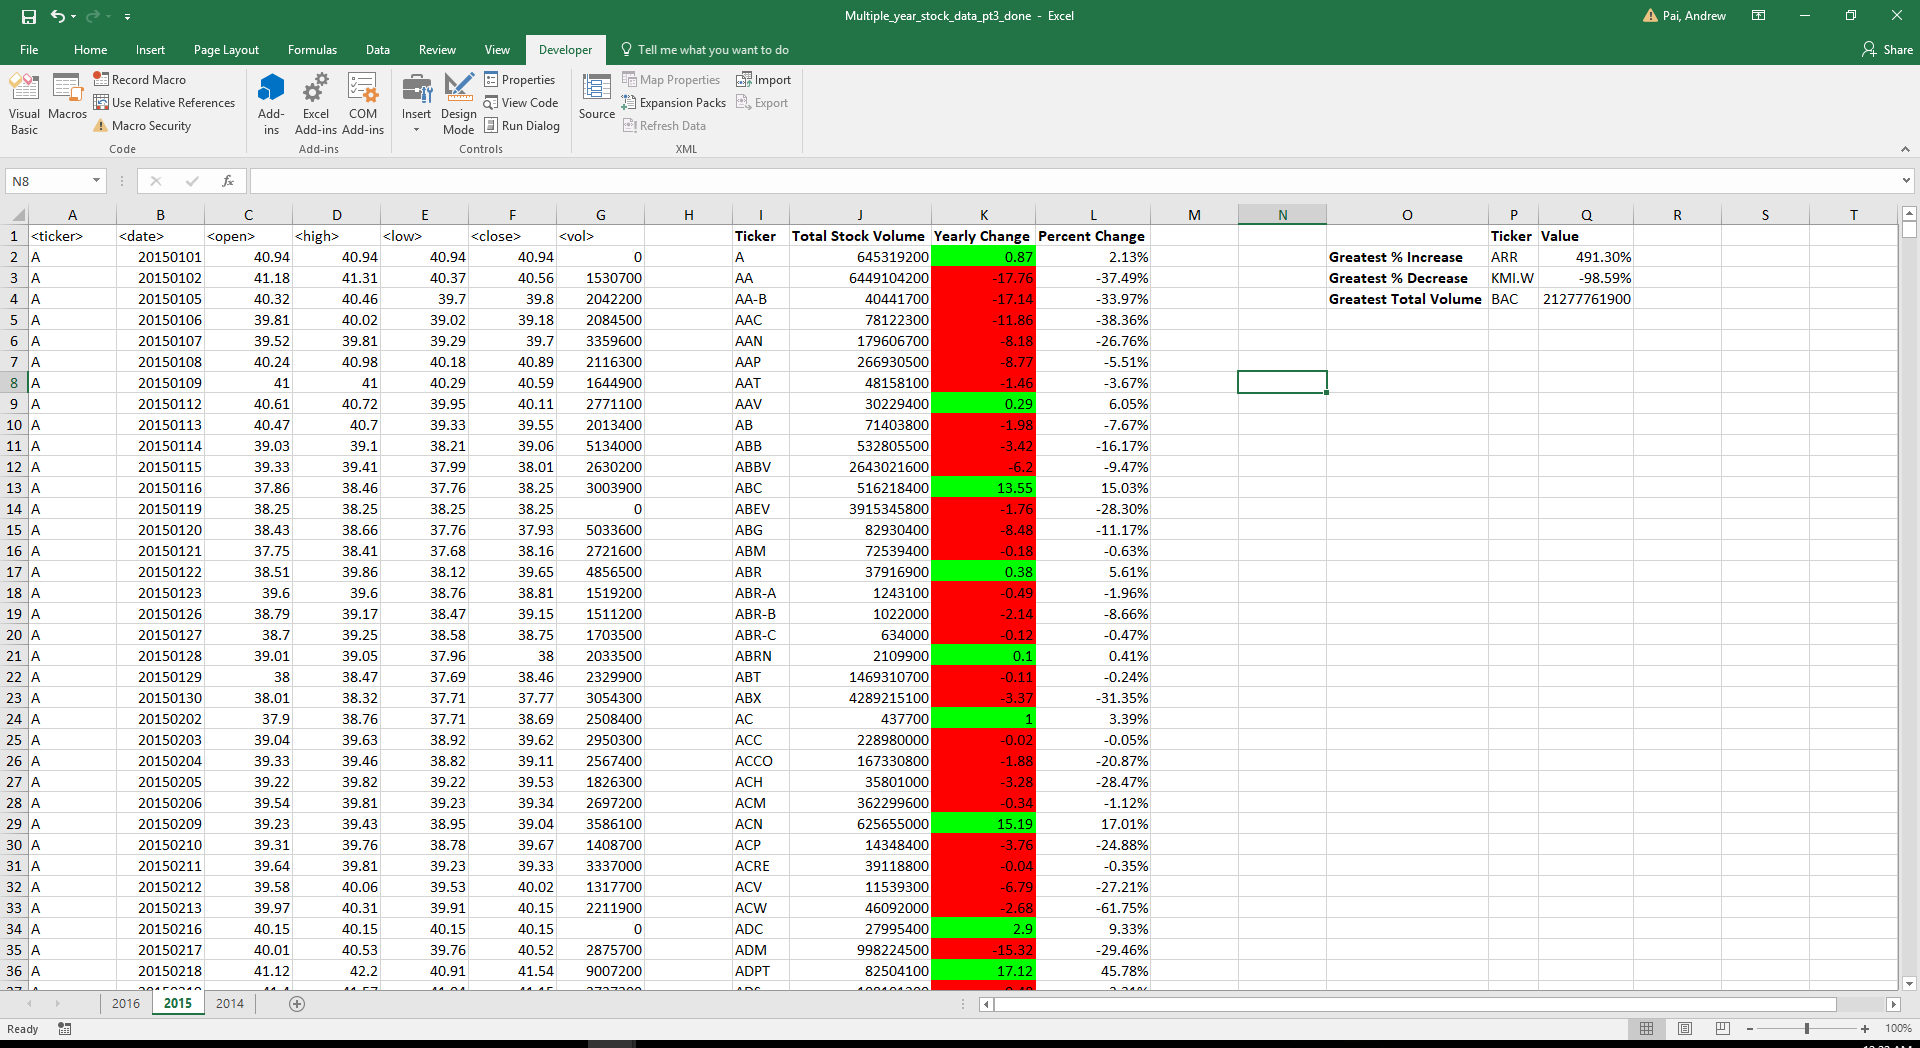 Multiple_year_stock_data_pt3_done - Excel
Pai, Andrew
File Home Insert Page Layout Formulas Data Review View Developer Tell me what you want to do Share
Visual Basic
Macros
Record Macro
Use Relative References
Macro Security
Code
Add-ins
Excel Add-ins
COM Add-ins
Add-ins
Insert
Design Mode
Properties
View Code
Run Dialog
Controls
Source
Map Properties
Expansion Packs
Refresh Data
Import
Export
XML
N8
fx
A B C D E F G H I J K L M N O P Q R S T
1 <ticker> <date> <open> <high> <low> <close> <vol> Ticker Total Stock Volume Yearly Change Percent Change Ticker Value
2 A 20150101 40.94 40.94 40.94 40.94 0 A 645319200 0.87 2.13% Greatest % Increase ARR 491.30%
3 A 20150102 41.18 41.31 40.37 40.56 1530700 AA 6449104200 -17.76 -37.49% Greatest % Decrease KMI.W -98.59%
4 A 20150105 40.32 40.46 39.7 39.8 2042200 AA-B 40441700 -17.14 -33.97% Greatest Total Volume BAC 21277761900
5 A 20150106 39.81 40.02 39.02 39.18 2084500 AAC 78122300 -11.86 -38.36%
6 A 20150107 39.52 39.81 39.29 39.7 3359600 AAN 179606700 -8.18 -26.76%
7 A 20150108 40.24 40.98 40.18 40.89 2116300 AAP 266930500 -8.77 -5.51%
8 A 20150109 41 41 40.29 40.59 1644900 AAT 48158100 -1.46 -3.67%
9 A 20150112 40.61 40.72 39.95 40.11 2771100 AAV 30229400 0.29 6.05%
10 A 20150113 40.47 40.7 39.33 39.55 2013400 AB 71403800 -1.98 -7.67%
11 A 20150114 39.03 39.1 38.21 39.06 5134000 ABB 532805500 -3.42 -16.17%
12 A 20150115 39.33 39.41 37.99 38.01 2630200 ABBV 2643021600 -6.2 -9.47%
13 A 20150116 37.86 38.46 37.76 38.25 3003900 ABC 516218400 13.55 15.03%
14 A 20150119 38.25 38.25 38.25 38.25 0 ABEV 3915345800 -1.76 -28.30%
15 A 20150120 38.43 38.66 37.76 37.93 5033600 ABG 82930400 -8.48 -11.17%
16 A 20150121 37.75 38.41 37.68 38.16 2721600 ABM 72539400 -0.18 -0.63%
17 A 20150122 38.51 39.86 38.12 39.65 4856500 ABR 37916900 0.38 5.61%
18 A 20150123 39.6 39.6 38.76 38.81 1519200 ABR-A 1243100 -0.49 -1.96%
19 A 20150126 38.79 39.17 38.47 39.15 1511200 ABR-B 1022000 -2.14 -8.66%
20 A 20150127 38.7 39.25 38.58 38.75 1703500 ABR-C 634000 -0.12 -0.47%
21 A 20150128 39.01 39.05 37.96 38 2033500 ABRN 2109900 0.1 0.41%
22 A 20150129 38 38.47 37.69 38.46 2329900 ABT 1469310700 -0.11 -0.24%
23 A 20150130 38.01 38.32 37.71 37.77 3054300 ABX 4289215100 -3.37 -31.35%
24 A 20150202 37.9 38.76 37.71 38.69 2508400 AC 437700 1 3.39%
25 A 20150203 39.04 39.63 38.92 39.62 2950300 ACC 228980000 -0.02 -0.05%
26 A 20150204 39.33 39.46 38.82 39.11 2567400 ACCO 167330800 -1.88 -20.87%
27 A 20150205 39.22 39.82 39.22 39.53 1826300 ACH 35801000 -3.28 -28.47%
28 A 20150206 39.54 39.81 39.23 39.34 2697200 ACM 362299600 -0.34 -1.12%
29 A 20150209 39.23 39.43 38.95 39.04 3586100 ACN 625655000 15.19 17.01%
30 A 20150210 39.31 39.76 38.78 39.67 1408700 ACP 14348400 -3.76 -24.88%
31 A 20150211 39.64 39.81 39.23 39.33 3337000 ACRE 39118800 -0.04 -0.35%
32 A 20150212 39.58 40.06 39.53 40.02 1317700 ACV 11539300 -6.79 -27.21%
33 A 20150213 39.97 40.31 39.91 40.15 2211900 ACW 46092000 -2.68 -61.75%
34 A 20150216 40.15 40.15 40.15 40.15 0 ADC 27995400 2.9 9.33%
35 A 20150217 40.01 40.53 39.76 40.52 2875700 ADM 998224500 -15.32 -29.46%
36 A 20150218 41.12 42.2 40.91 41.54 9007200 ADPT 82504100 17.12 45.78%
2016 2015 2014
Ready
100%